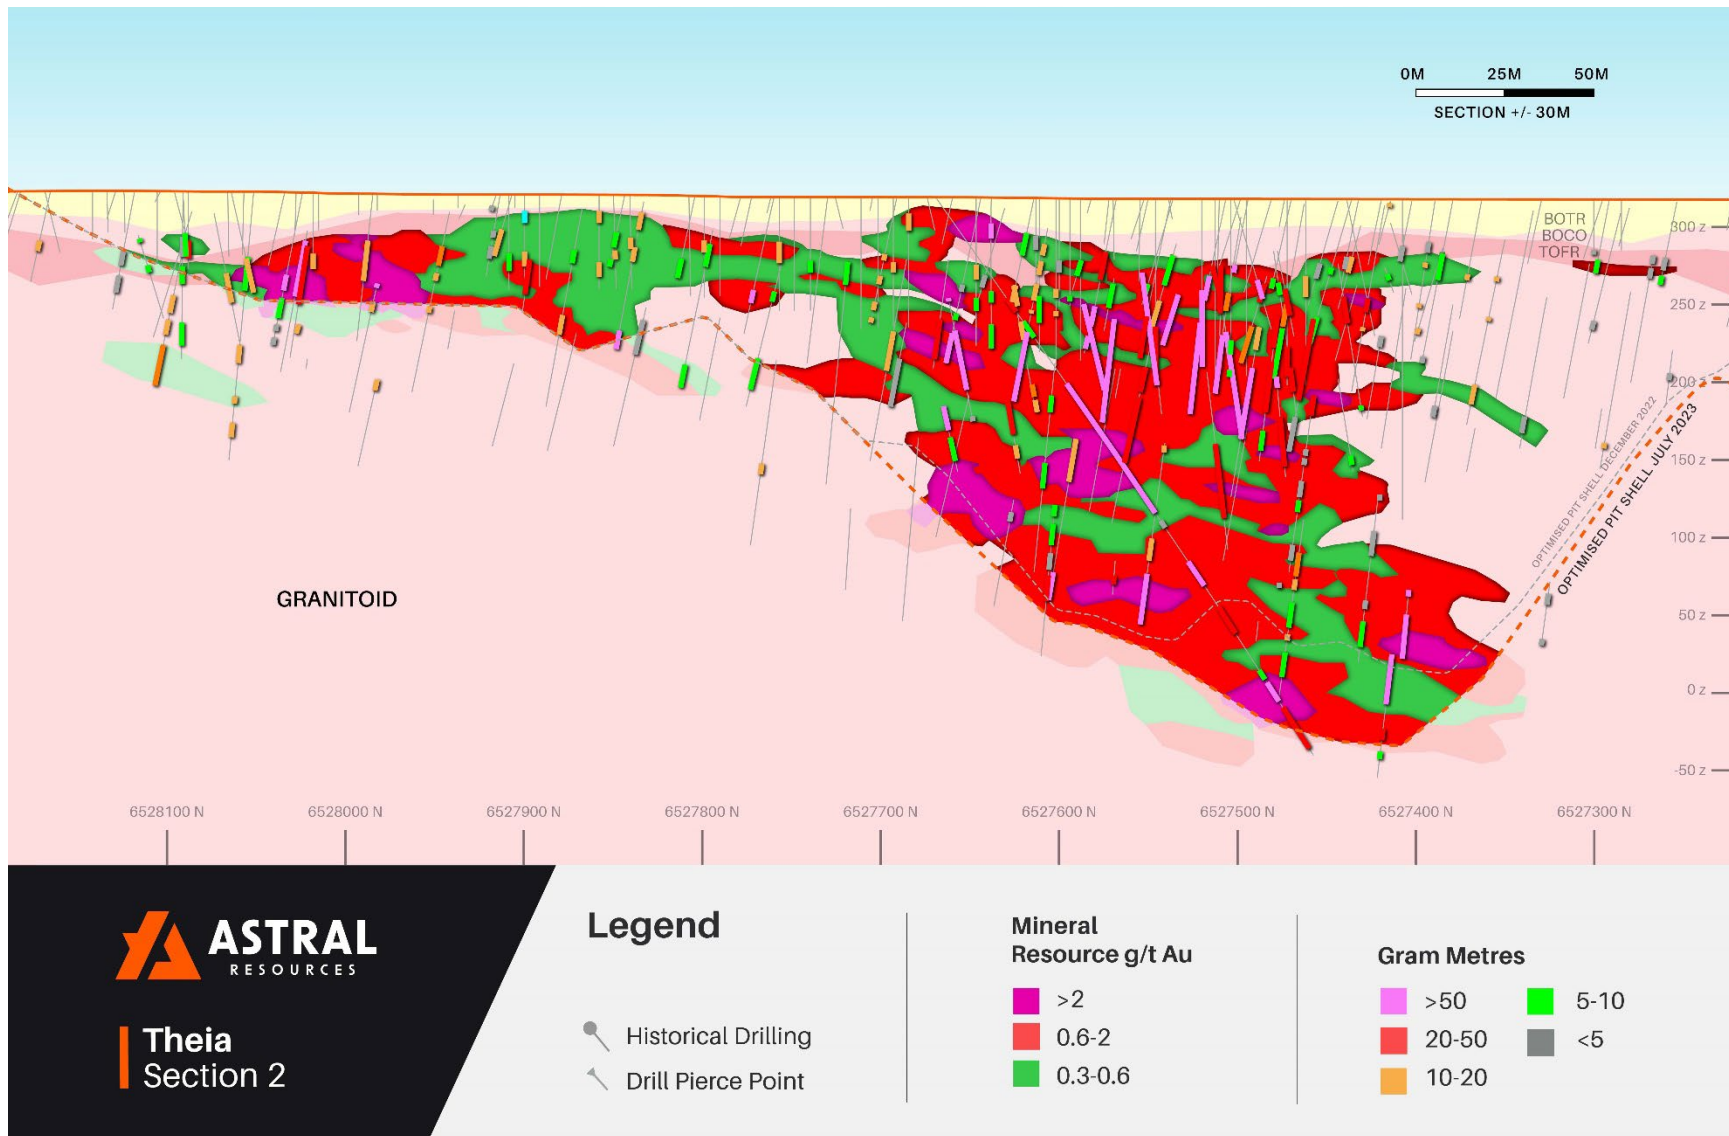 0M 25M 50M
SECTION +/- 30M
BOTR
BOCO
TOFR
300 z
250 z
200 z
150 z
100 z
50 z
0 z
-50 z
OPTIMISED PIT SHELL DECEMBER 2022
OPTIMISED PIT SHELL JULY 2023
GRANITOID
6528100 N 6528000 N 6527900 N 6527800 N 6527700 N 6527600 N 6527500 N 6527400 N 6527300 N
ASTRAL
RESOURCES
Theia
Section 2
Legend
Historical Drilling
Drill Pierce Point
Mineral
Resource g/t Au
>2
0.6-2
0.3-0.6
Gram Metres
>50
20-50
10-20
5-10
<5